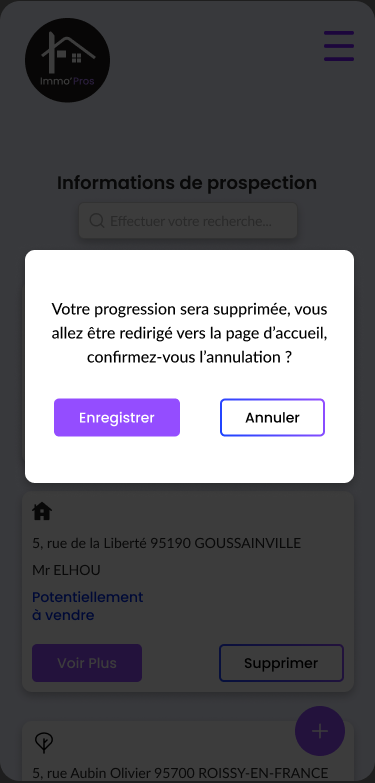 Immo'Pros
Informations de prospection
Effectuer votre recherche...
Votre progression sera supprimée, vous
allez être redirigé vers la page d’accueil,
confirmez-vous l’annulation ?
Enregistrer
Annuler
5, rue de la Liberté 95190 GOUSSAINVILLE
Mr ELHOU
Potentiellement
à vendre
Voir Plus
Supprimer
5, rue Aubin Olivier 95700 ROISSY-EN-FRANCE